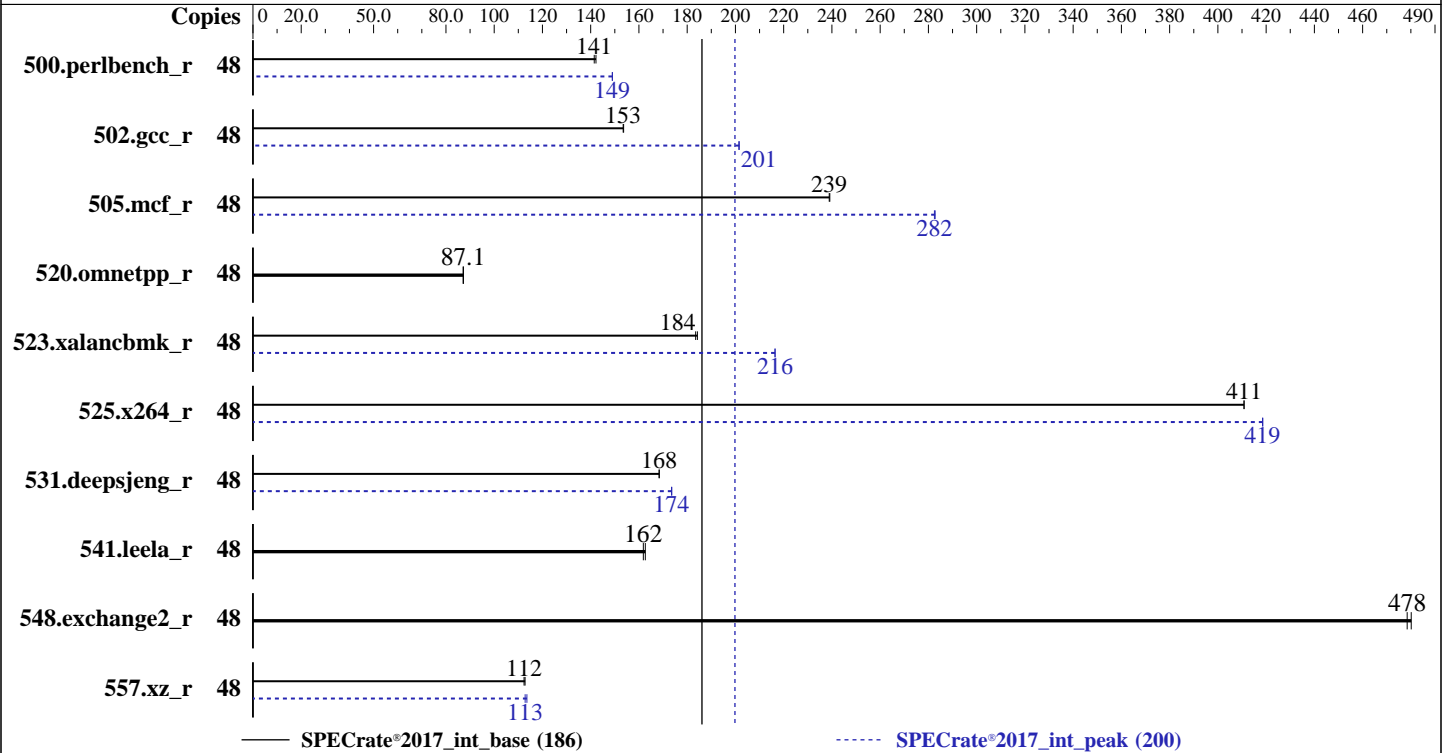 Copies 0 20.0 50.0 80.0 100 120 140 160 180 200 220 240 260 280 300 320 340 360 380 400 420 440 460 490
500.perlbench_r 48 141
149
502.gcc_r 48 153
201
505.mcf_r 48 239
282
520.omnetpp_r 48 87.1
523.xalancbmk_r 48 184
216
525.x264_r 48 411
419
531.deepsjeng_r 48 168
174
541.leela_r 48 162
548.exchange2_r 48 478
557.xz_r 48 112
113
SPECrate®2017_int_base (186) SPECrate®2017_int_peak (200)